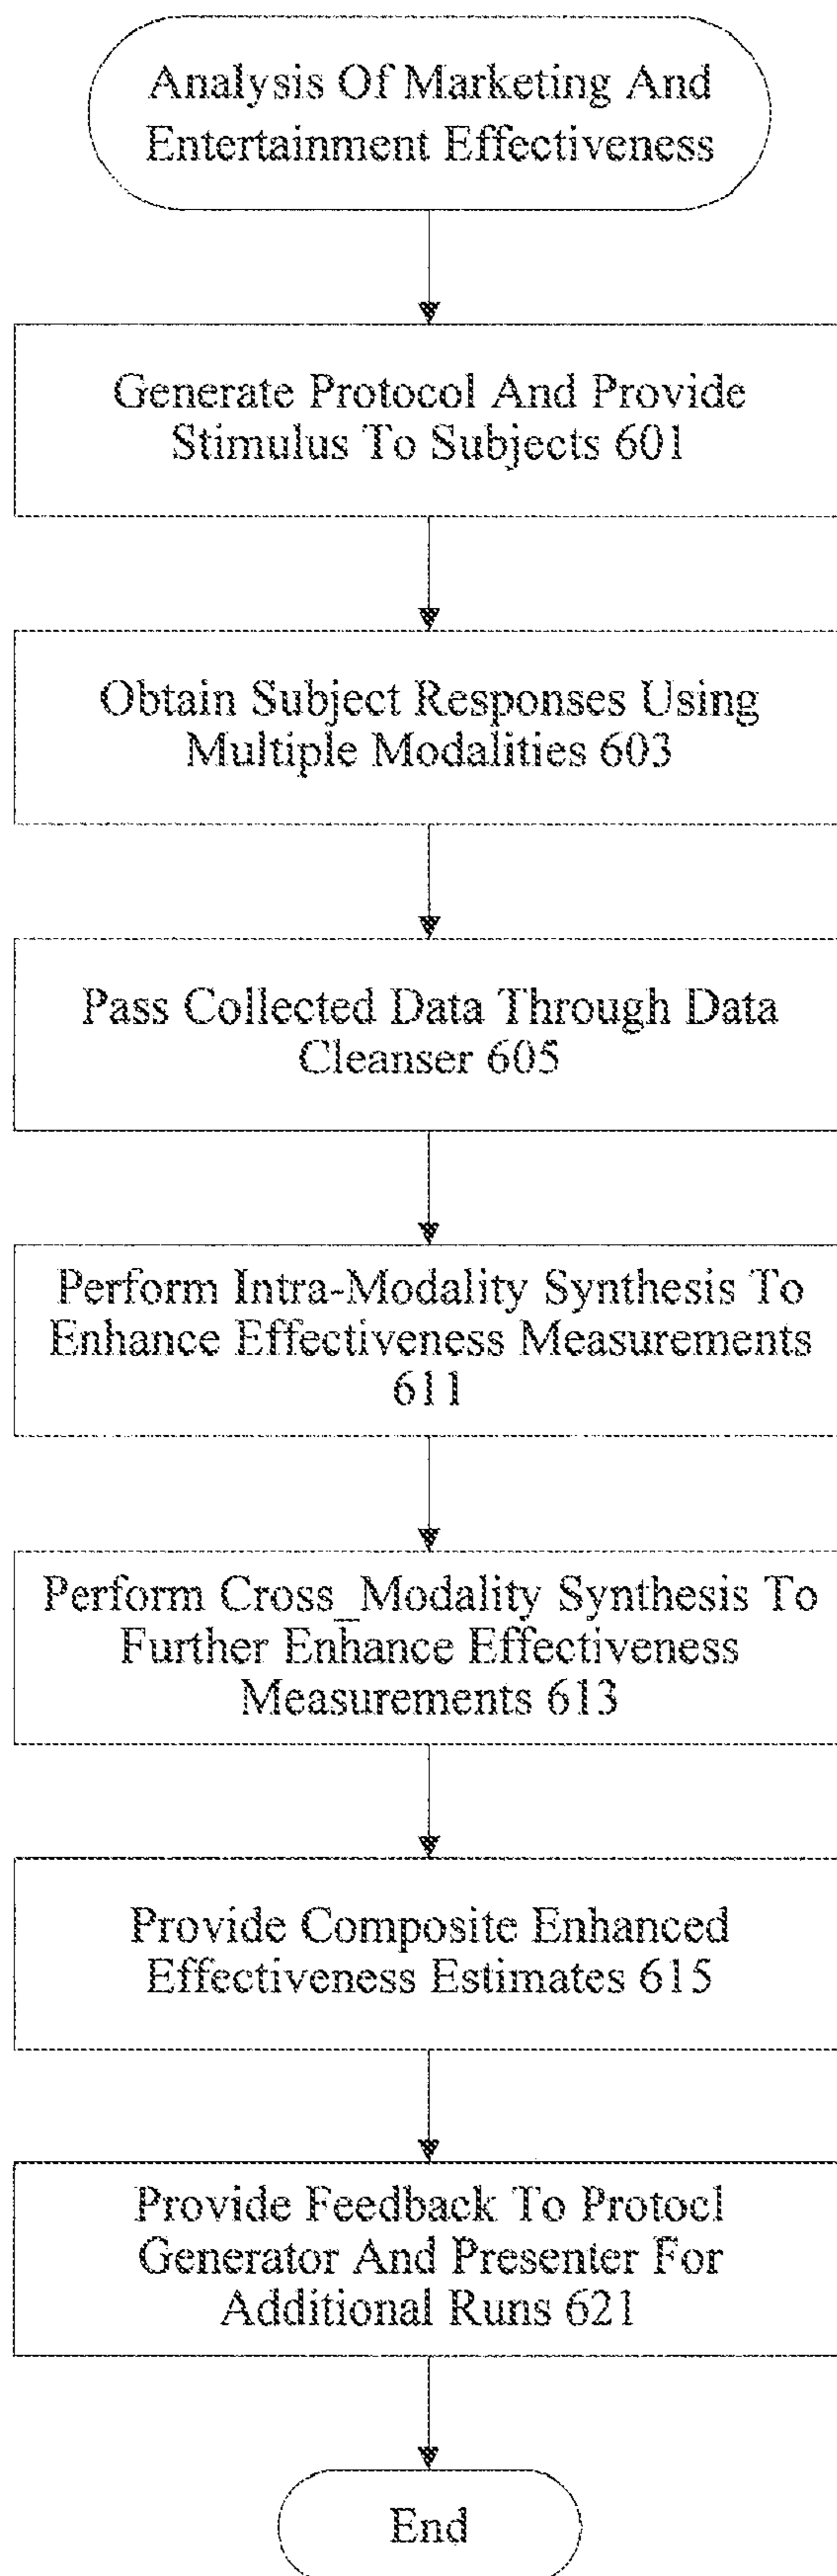 Analysis Of Marketing And
Entertainment Effectiveness
Generate Protocol And Provide
Stimulus To Subjects 601
Obtain Subject Responses Using
Multiple Modalities 603
Pass Collected Data Through Data
Cleanser 605
Perform Intra-Modality Synthesis To
Enhance Effectiveness Measurements
611
Perform Cross_Modality Synthesis To
Further Enhance Effectiveness
Measurements 613
Provide Composite Enhanced
Effectiveness Estimates 615
Provide Feedback To Protocl
Generator And Presenter For
Additional Runs 621
End